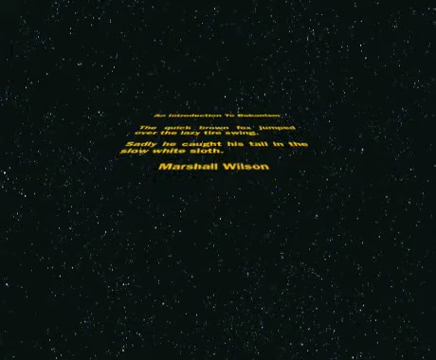 An Introduction To
The quick brown fox jumped
over the lazy tire swing.
Sadly he caught his tail in the
slow white sloth.
Marshall Wilson